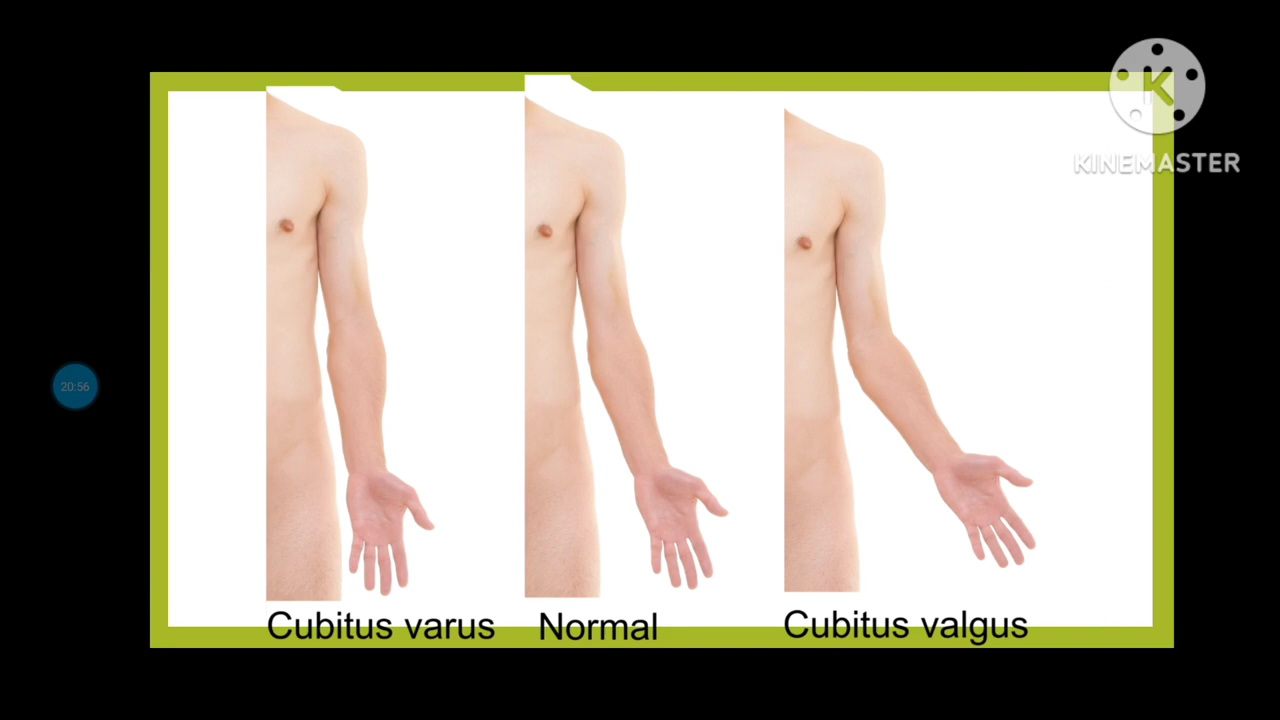 KINEMASTER
20:56
Cubitus varus
Normal
Cubitus valgus